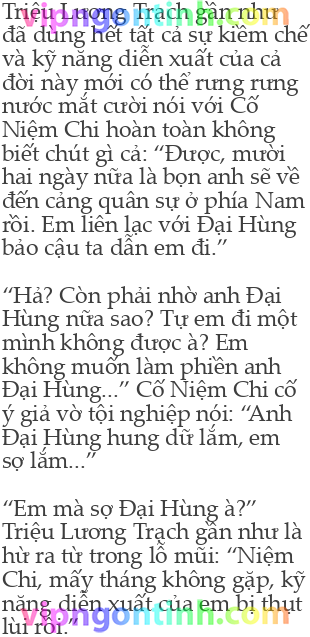 Triệu Lương Trạch gần như
đã dùng hết tất cả sự kiềm chế
và kỹ năng diễn xuất của cả
đời này mới có thể rưng rưng
nước mắt cười nói với Cố
Niệm Chi hoàn toàn không
biết chút gì cả: “Được, mười
hai ngày nữa là bọn anh sẽ về
đến cảng quân sự ở phía Nam
rồi. Em liên lạc với Đại Hùng
bảo cậu ta dẫn em đi.”
“Hả? Còn phải nhờ anh Đại
Hùng nữa sao? Tự em đi một
mình không được à? Em
không muốn làm phiền anh
Đại Hùng...” Cố Niệm Chi cố
ý giả vờ tội nghiệp nói: “Anh
Đại Hùng hung dữ lắm, em
sợ lắm...”
“Em mà sợ Đại Hùng à?”
Triệu Lương Trạch gần như là
hừ ra từ trong lỗ mũi: “Niệm
Chi, mấy tháng không gặp, kỹ
năng diễn xuất của em bị thụt
lùi rồi.”
vipngontinh.com
vipngontinh.com